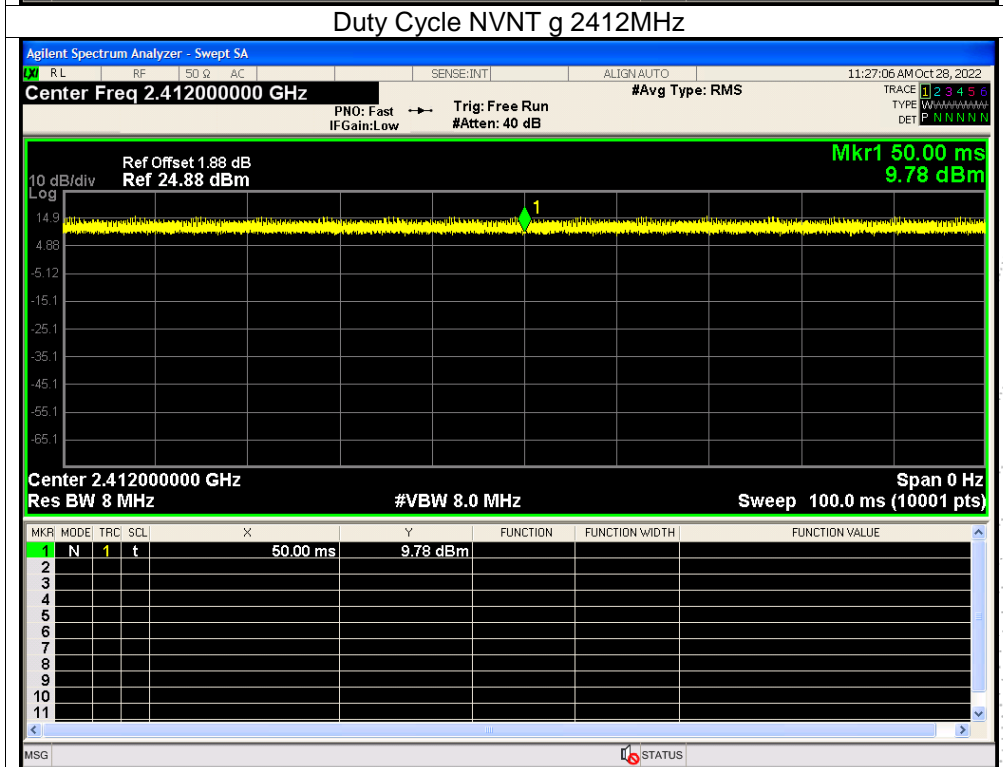 Duty Cycle NVNT g 2412MHz
Agilent Spectrum Analyzer - Swept SA
LXI RL RF 50 Ω AC SENSE:INT ALIGN AUTO 11:27:06 AM Oct 28, 2022
Center Freq 2.412000000 GHz #Avg Type: RMS TRACE 1 2 3 4 5 6
PNO: Fast Trig: Free Run TYPE WWWWWW
IFGain:Low #Atten: 40 dB DET P N N N N N
Mkr1 50.00 ms
Ref Offset 1.88 dB
10 dB/div Ref 24.88 dBm 9.78 dBm
Log
1
14.9
4.88
-5.12
-15.1
-25.1
-35.1
-45.1
-55.1
-65.1
Center 2.412000000 GHz Span 0 Hz
Res BW 8 MHz #VBW 8.0 MHz Sweep 100.0 ms (10001 pts)
MKR MODE TRC SCL X Y FUNCTION FUNCTION WIDTH FUNCTION VALUE
1 N 1 t 50.00 ms 9.78 dBm
2
3
4
5
6
7
8
9
10
11
MSG STATUS